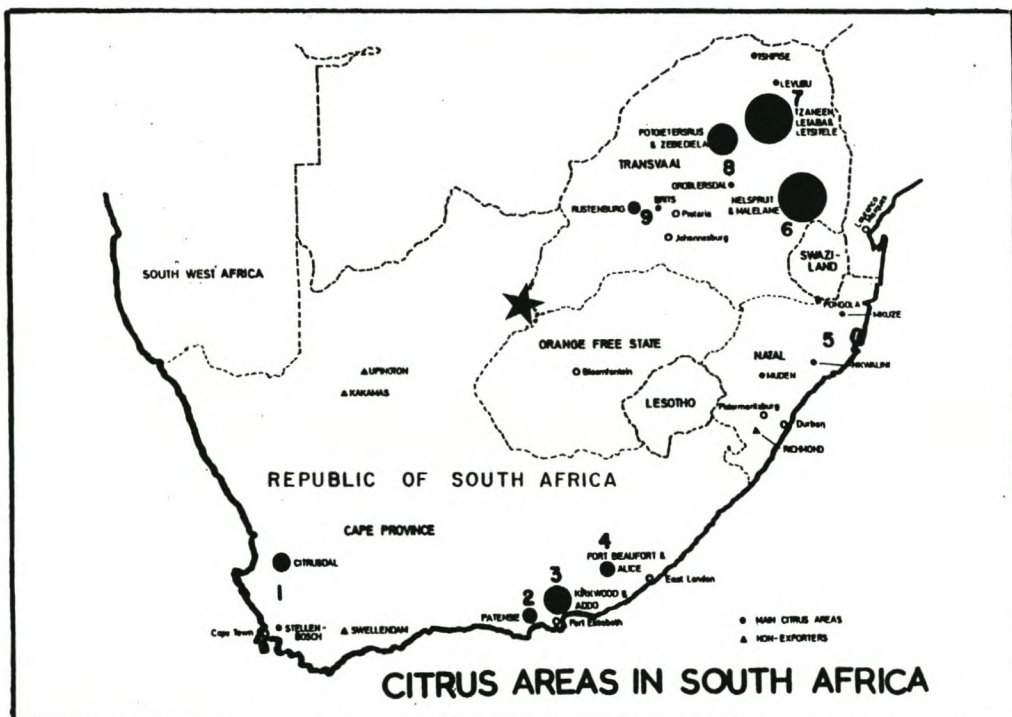 TSHIPISE
LEVUBU
7
TZANEEN,
LETABA &
LETSITELE
POTGIETERSRUS
& ZEBEDIELA
TRANSVAAL
8
GROBLERSDAL
NELSPRUIT
& MALELANE
6
RUSTENBURG
9
BRITS
Pretoria
Johannesburg
Lourenco
Marques
SWAZI-
LAND
SOUTH WEST AFRICA
PONGOLA
MKUZE
5
NKWALINI
ORANGE FREE STATE
NATAL
MUDEN
Bloemfontein
UPINGTON
KAKAMAS
LESOTHO
Pietermaritzburg
Durban
RICHMOND
REPUBLIC OF SOUTH AFRICA
CAPE PROVINCE
4
FORT BEAUFORT &
ALICE
CITRUSDAL
1
3
KIRKWOOD &
ADDO
2
PATENSIE
East London
Port Elizabeth
STELLEN-
BOSCH
Cape Town
SWELLENDAM
MAIN CITRUS AREAS
NON-EXPORTERS
CITRUS AREAS IN SOUTH AFRICA